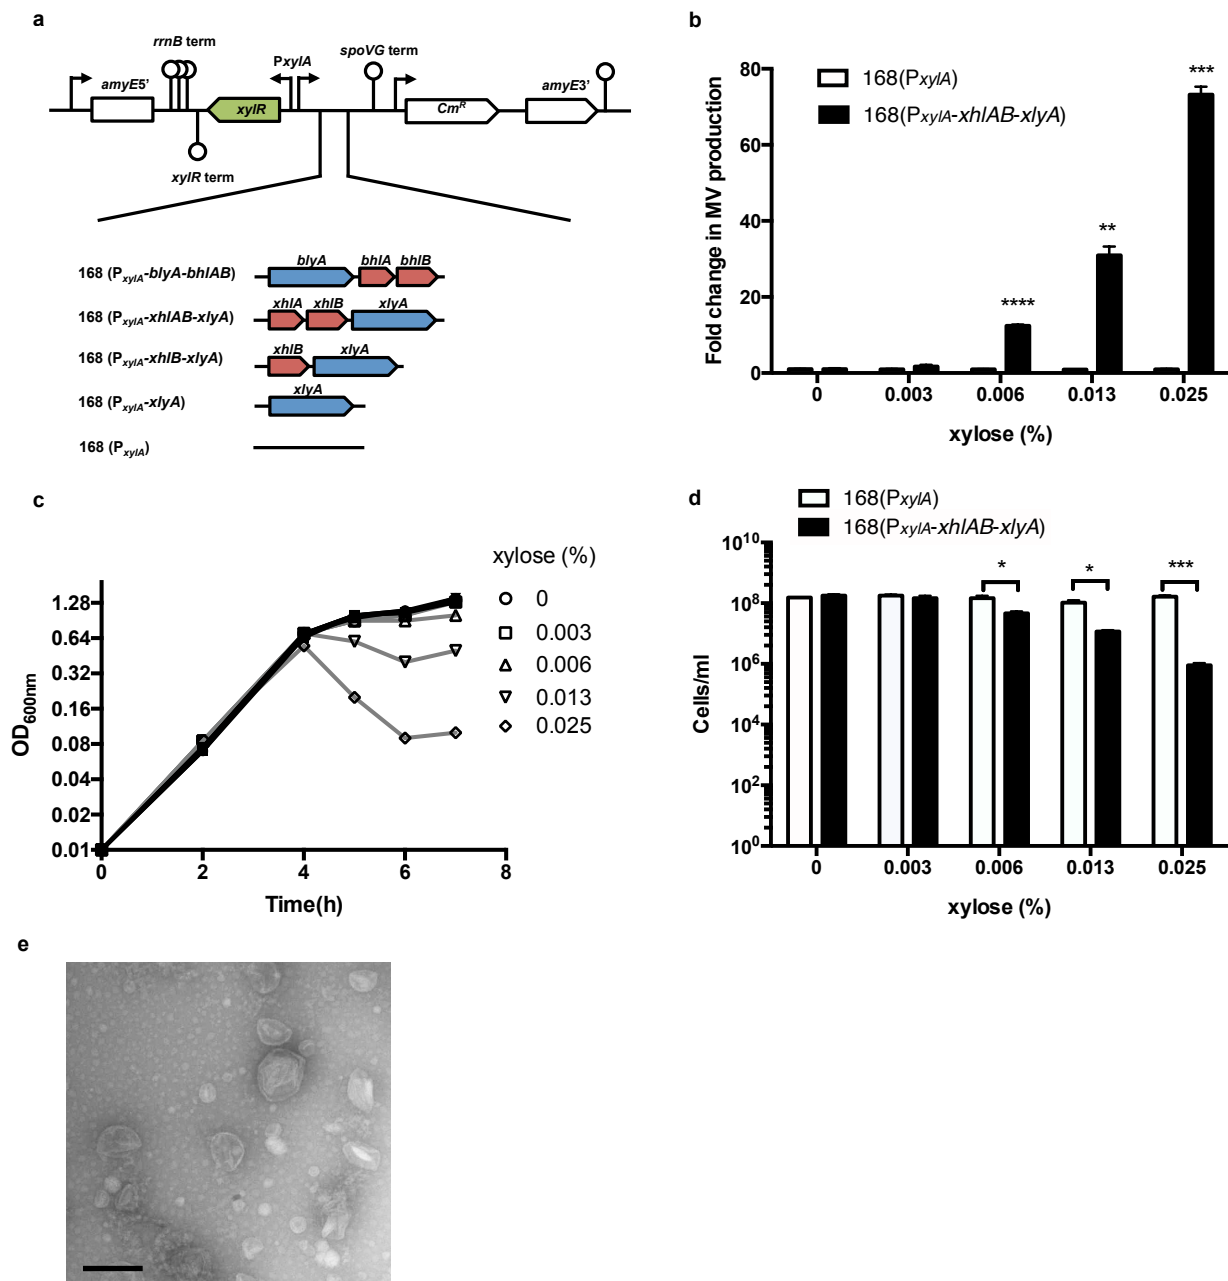 a
rrnB term
PxylA
spoVG term
amyE5'
xylR
CmR
amyE3'
xylR term
168 (PxylA-blyA-bhlAB)
blyA
bhlA
bhlB
168 (PxylA-xhlAB-xlyA)
xhlA
xhlB
xlyA
168 (PxylA-xhlB-xlyA)
xhlB
xlyA
168 (PxylA-xlyA)
xlyA
168 (PxylA)
b
168(PxylA)
168(PxylA-xhlAB-xlyA)
Fold change in MV production
80
60
40
20
0
****
**
***
0
0.003
0.006
0.013
0.025
xylose (%)
c
xylose (%)
0
0.003
0.006
0.013
0.025
OD600nm
1.28
0.64
0.32
0.16
0.08
0.04
0.02
0.01
0
2
4
6
8
Time(h)
d
168(PxylA)
168(PxylA-xhlAB-xlyA)
Cells/ml
10^10
10^8
10^6
10^4
10^2
10^0
*
*
***
0
0.003
0.006
0.013
0.025
xylose (%)
e